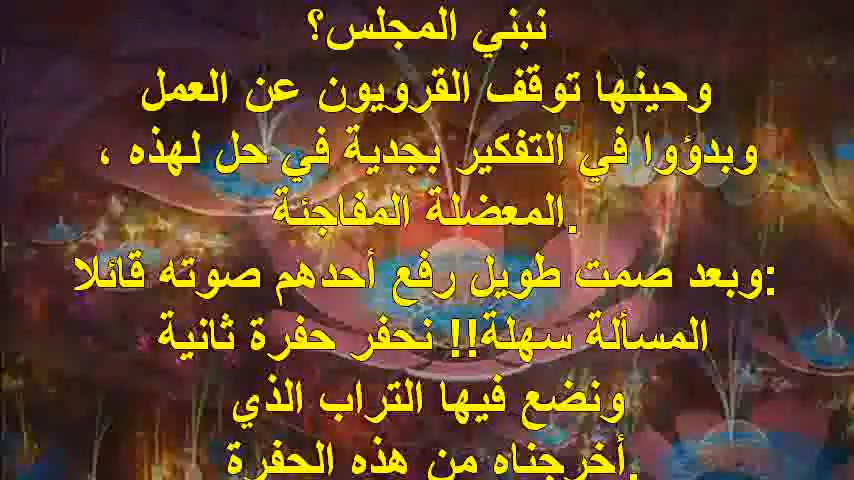 نبني المجلس؟
وحينها توقف القرويون عن العمل
وبدؤوا في التفكير بجدية في حل لهذه ،
المعضلة المفاجئة.
وبعد صمت طويل رفع أحدهم صوته قائلا:
المسألة سهلة!! نحفر حفرة ثانية
ونضع فيها التراب الذي
أخرجناه من هذه الحفرة.